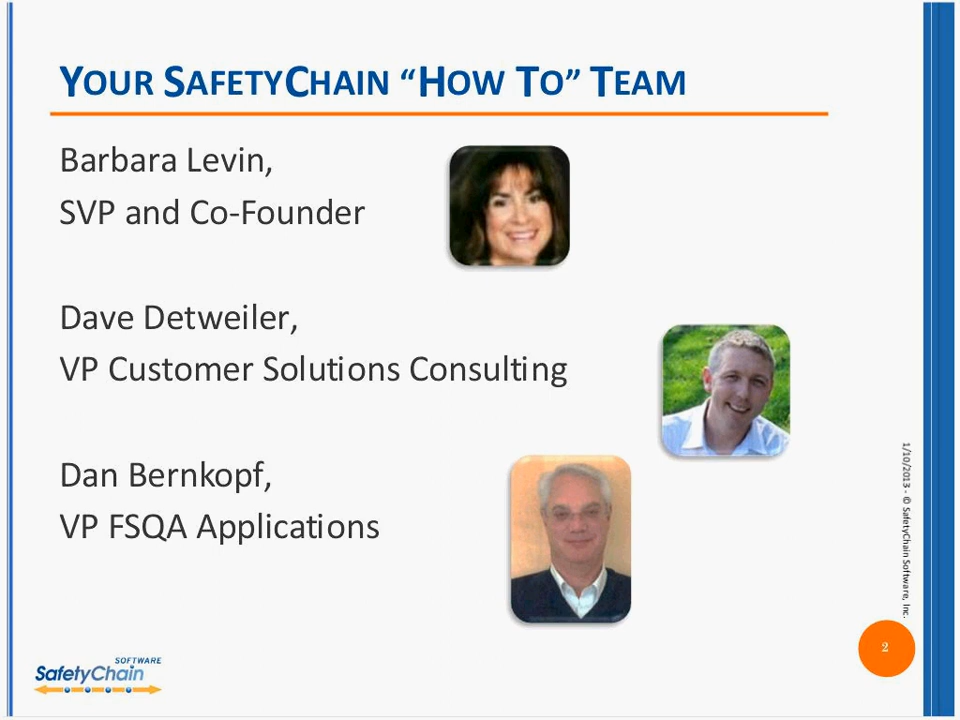 YOUR SAFETYCHAIN “HOW TO” TEAM
Barbara Levin,
SVP and Co-Founder
Dave Detweiler,
VP Customer Solutions Consulting
Dan Bernkopf,
VP FSQA Applications
1/10/2013 - © SafetyChain Software, Inc.
2
SOFTWARE
SafetyChain